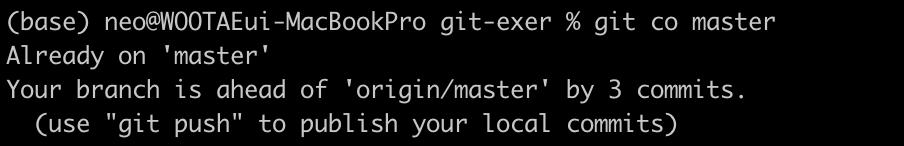 (base) neo@WOOTAEui-MacBookPro git-exer % git co master
Already on 'master'
Your branch is ahead of 'origin/master' by 3 commits.
  (use "git push" to publish your local commits)